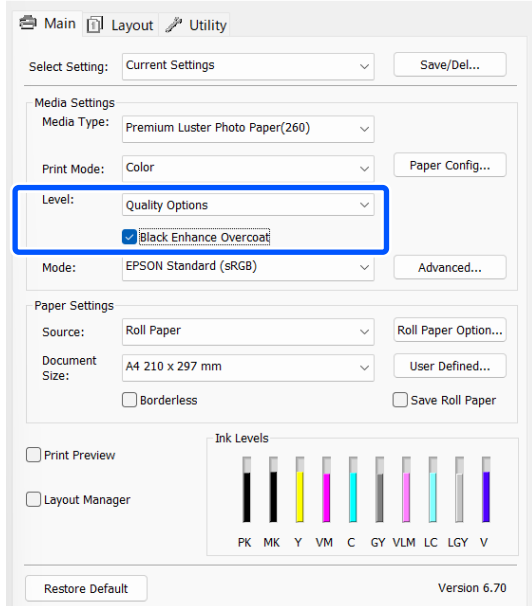 Main Layout Utility
Select Setting: Current Settings Save/Del...
Media Settings
Media Type: Premium Luster Photo Paper(260)
Print Mode: Color Paper Config...
Level: Quality Options
Black Enhance Overcoat
Mode: EPSON Standard (sRGB) Advanced...
Paper Settings
Source: Roll Paper Roll Paper Option...
Document
Size: A4 210 x 297 mm User Defined...
Borderless Save Roll Paper
Print Preview
Layout Manager
Ink Levels
PK MK Y VM C GY VLM LC LGY V
Restore Default Version 6.70